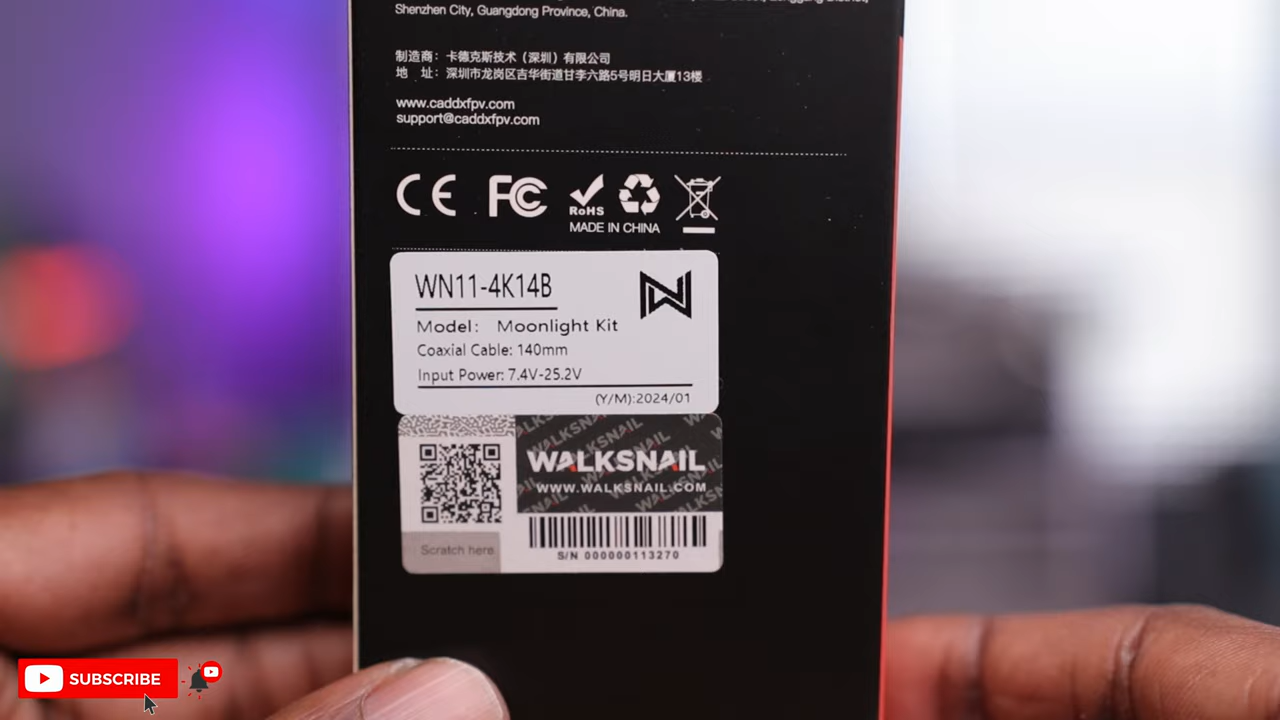 Shenzhen City, Guangdong Province, China.
制造商：卡德克斯技术（深圳）有限公司
地 址：深圳市龙岗区吉华街道甘李六路5号明日大厦13楼
www.caddxfpv.com
support@caddxfpv.com
CE FC RoHS
MADE IN CHINA
WN11-4K14B
Model: Moonlight Kit
Coaxial Cable: 140mm
Input Power: 7.4V-25.2V
(Y/M):2024/01
WALKSNAIL
WWW.WALKSNAIL.COM
Scratch here
S/N 000000113270
SUBSCRIBE